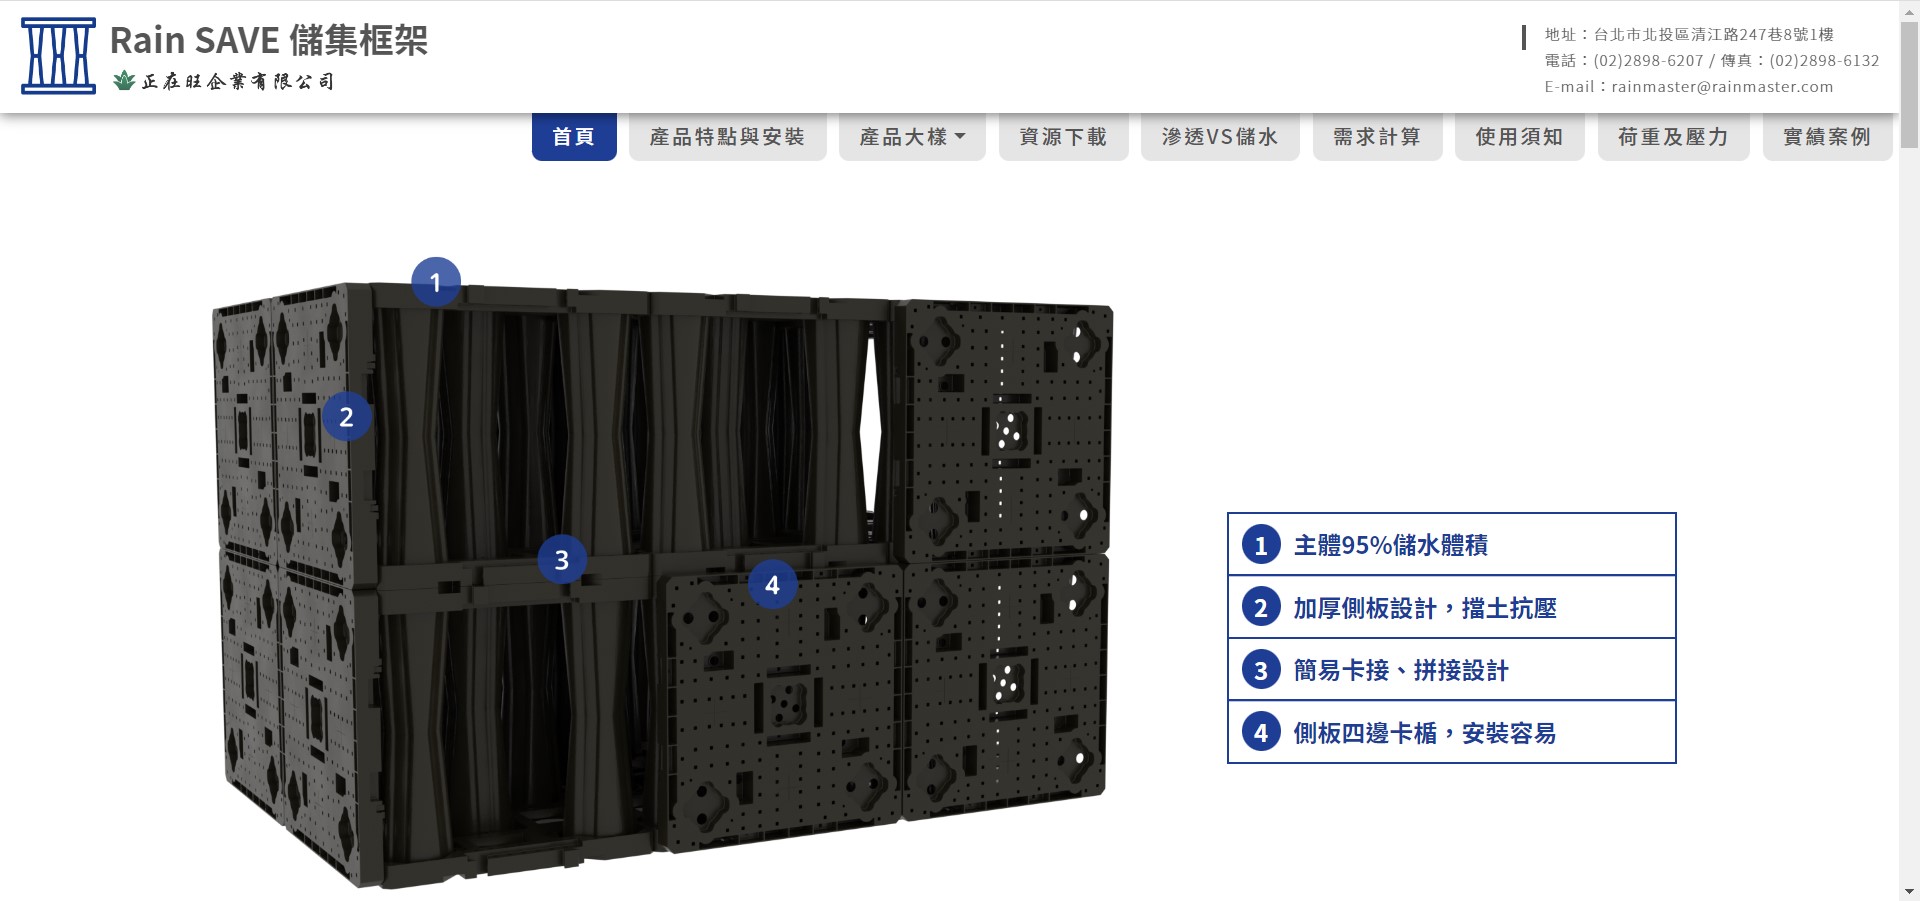 Rain SAVE 儲集框架
正在旺企業有限公司
地址：台北市北投區清江路247巷8號1樓
電話：(02)2898-6207 / 傳真：(02)2898-6132
E-mail：rainmaster@rainmaster.com
首頁 產品特點與安裝 產品大樣 資源下載 滲透VS儲水 需求計算 使用須知 荷重及壓力 實績案例
1
2
3
4
1 主體95%儲水體積
2 加厚側板設計，擋土抗壓
3 簡易卡接、拼接設計
4 側板四邊卡楯，安裝容易